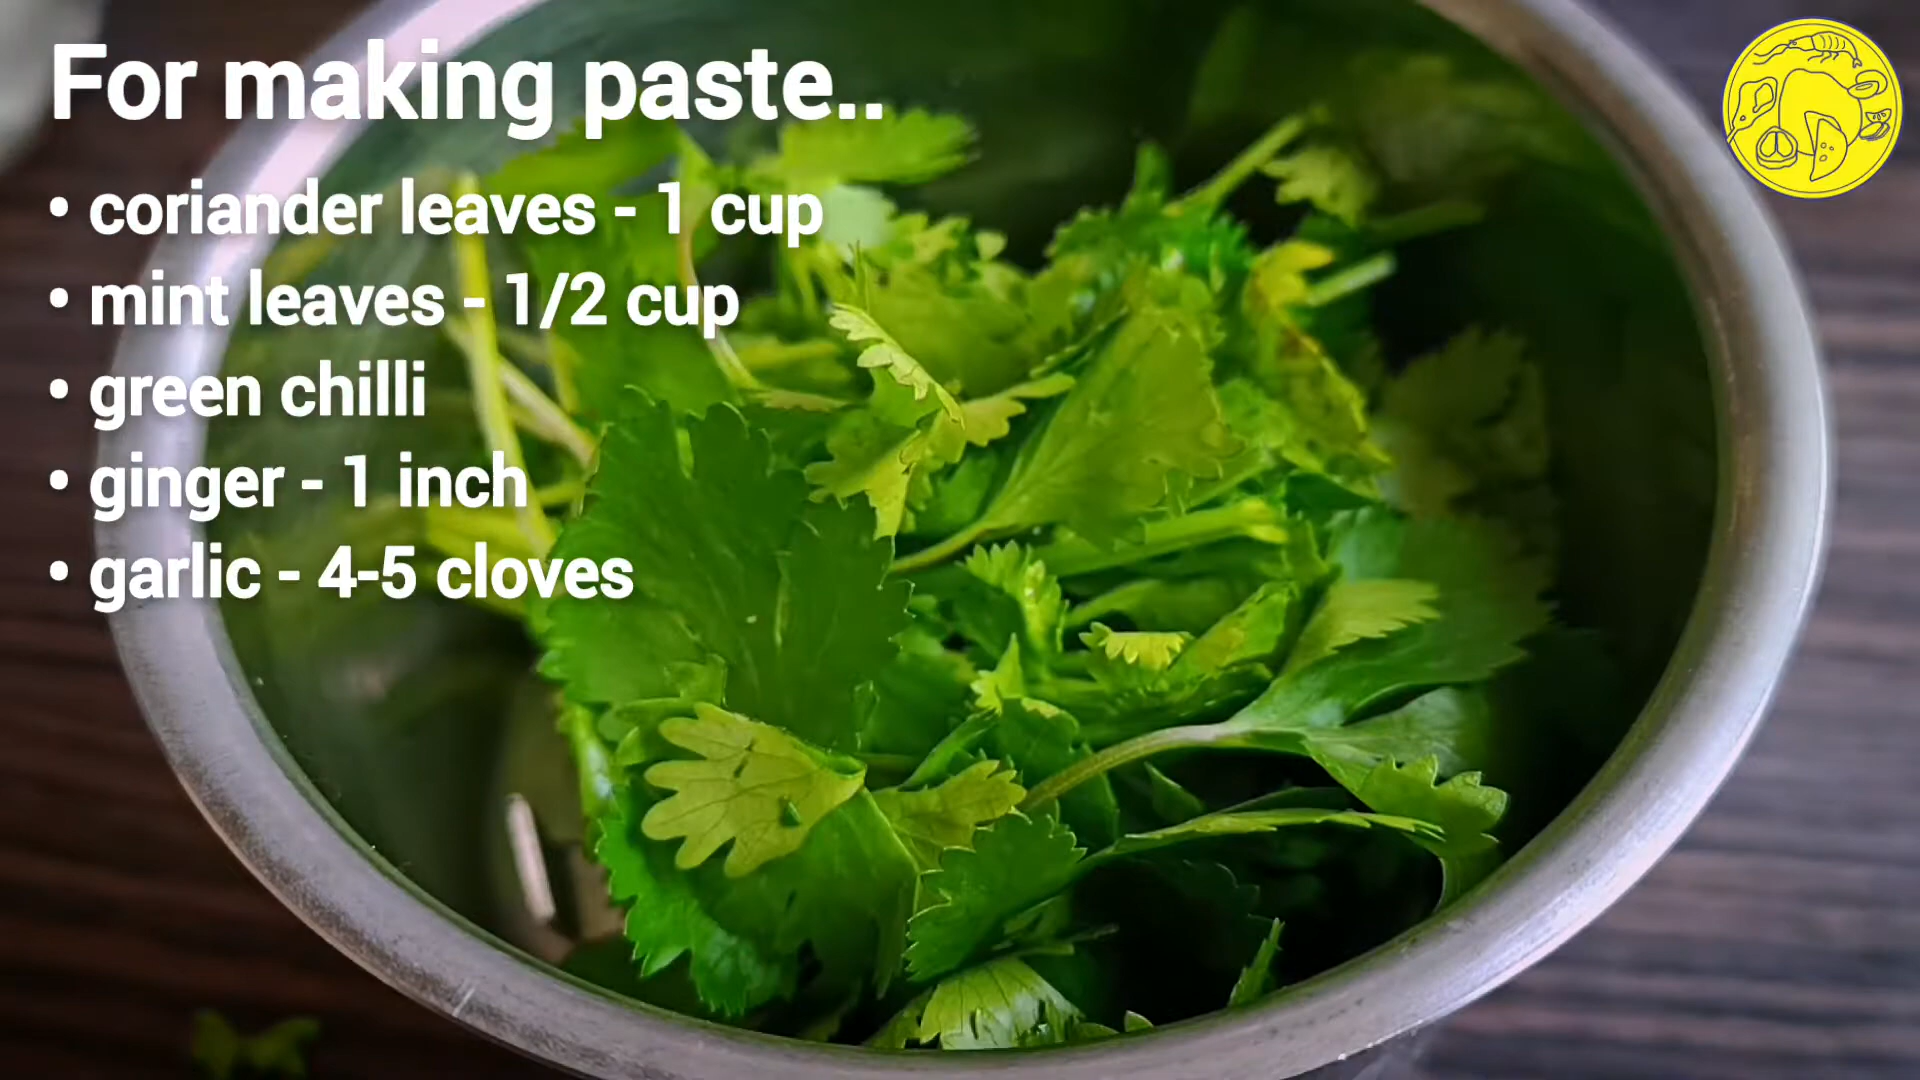 For making paste..
• coriander leaves - 1 cup
• mint leaves - 1/2 cup
• green chilli
• ginger - 1 inch
• garlic - 4-5 cloves